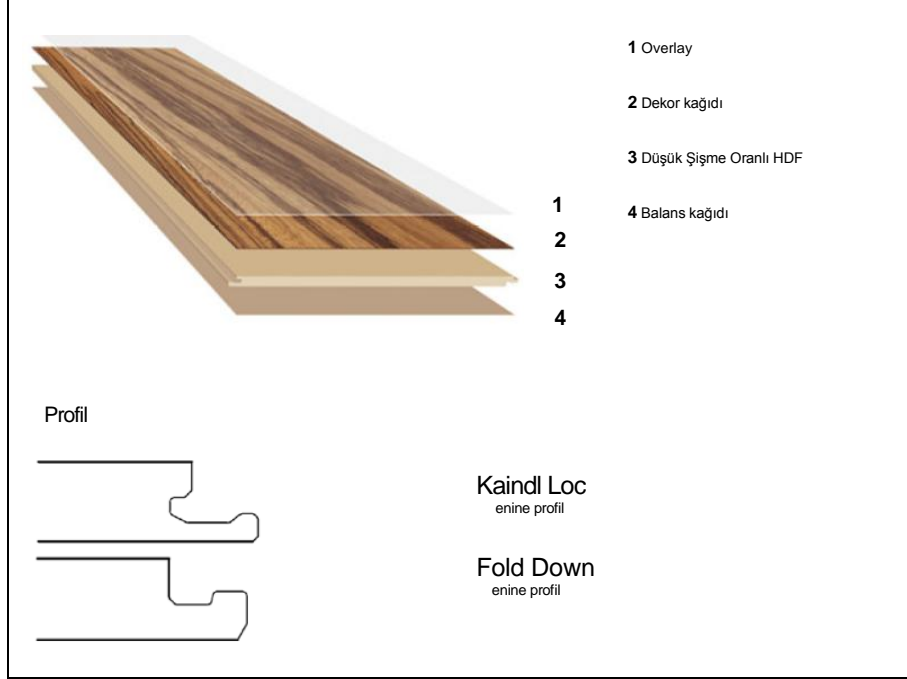 1 Overlay
2 Dekor kağıdı
3 Düşük Şişme Oranlı HDF
4 Balans kağıdı
1
2
3
4
Profil
Kaindl Loc
enine profil
Fold Down
enine profil